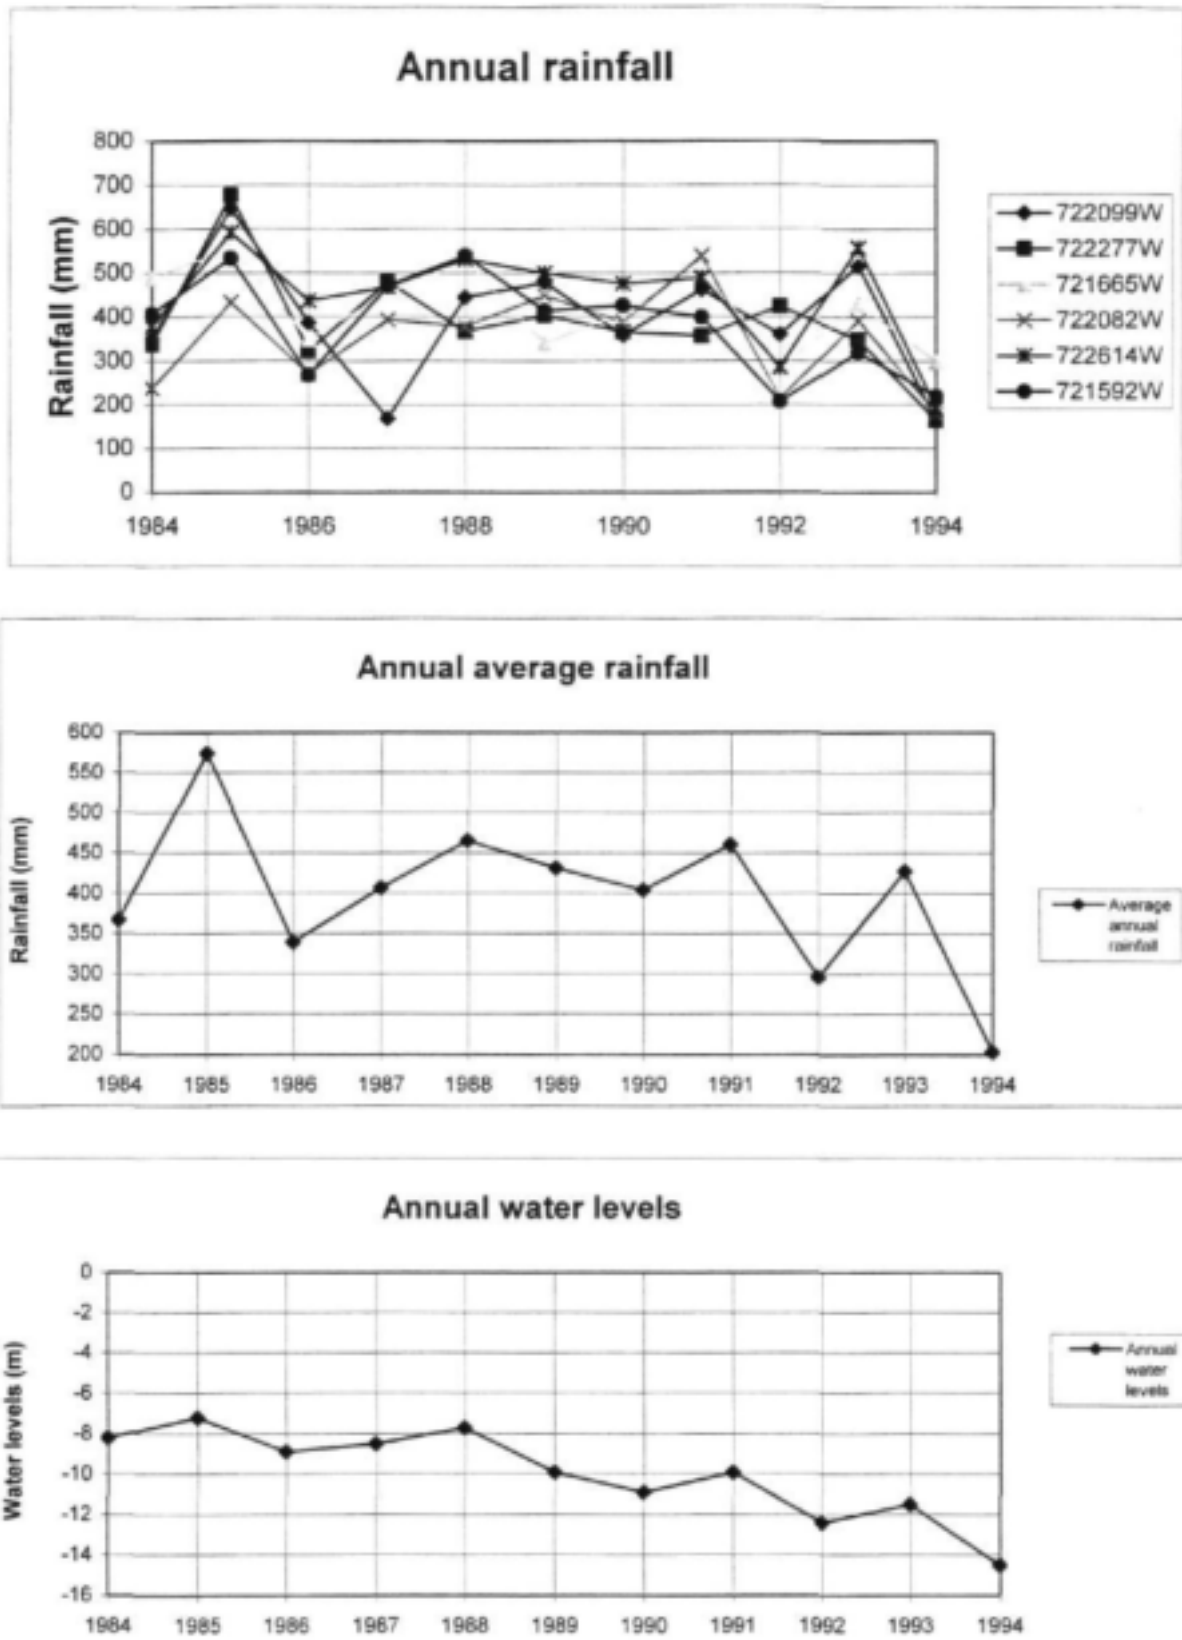 Annual rainfall
800
700
600
500
400
300
200
100
0
Rainfall (mm)
1984 1986 1988 1990 1992 1994
722099W
722277W
721665W
722082W
722614W
721592W
Annual average rainfall
600
550
500
450
400
350
300
250
200
Rainfall (mm)
1984 1985 1986 1987 1988 1989 1990 1991 1992 1993 1994
Average
annual
rainfall
Annual water levels
0
-2
-4
-6
-8
-10
-12
-14
-16
Water levels (m)
1984 1985 1986 1987 1988 1989 1990 1991 1992 1993 1994
Annual
water
levels